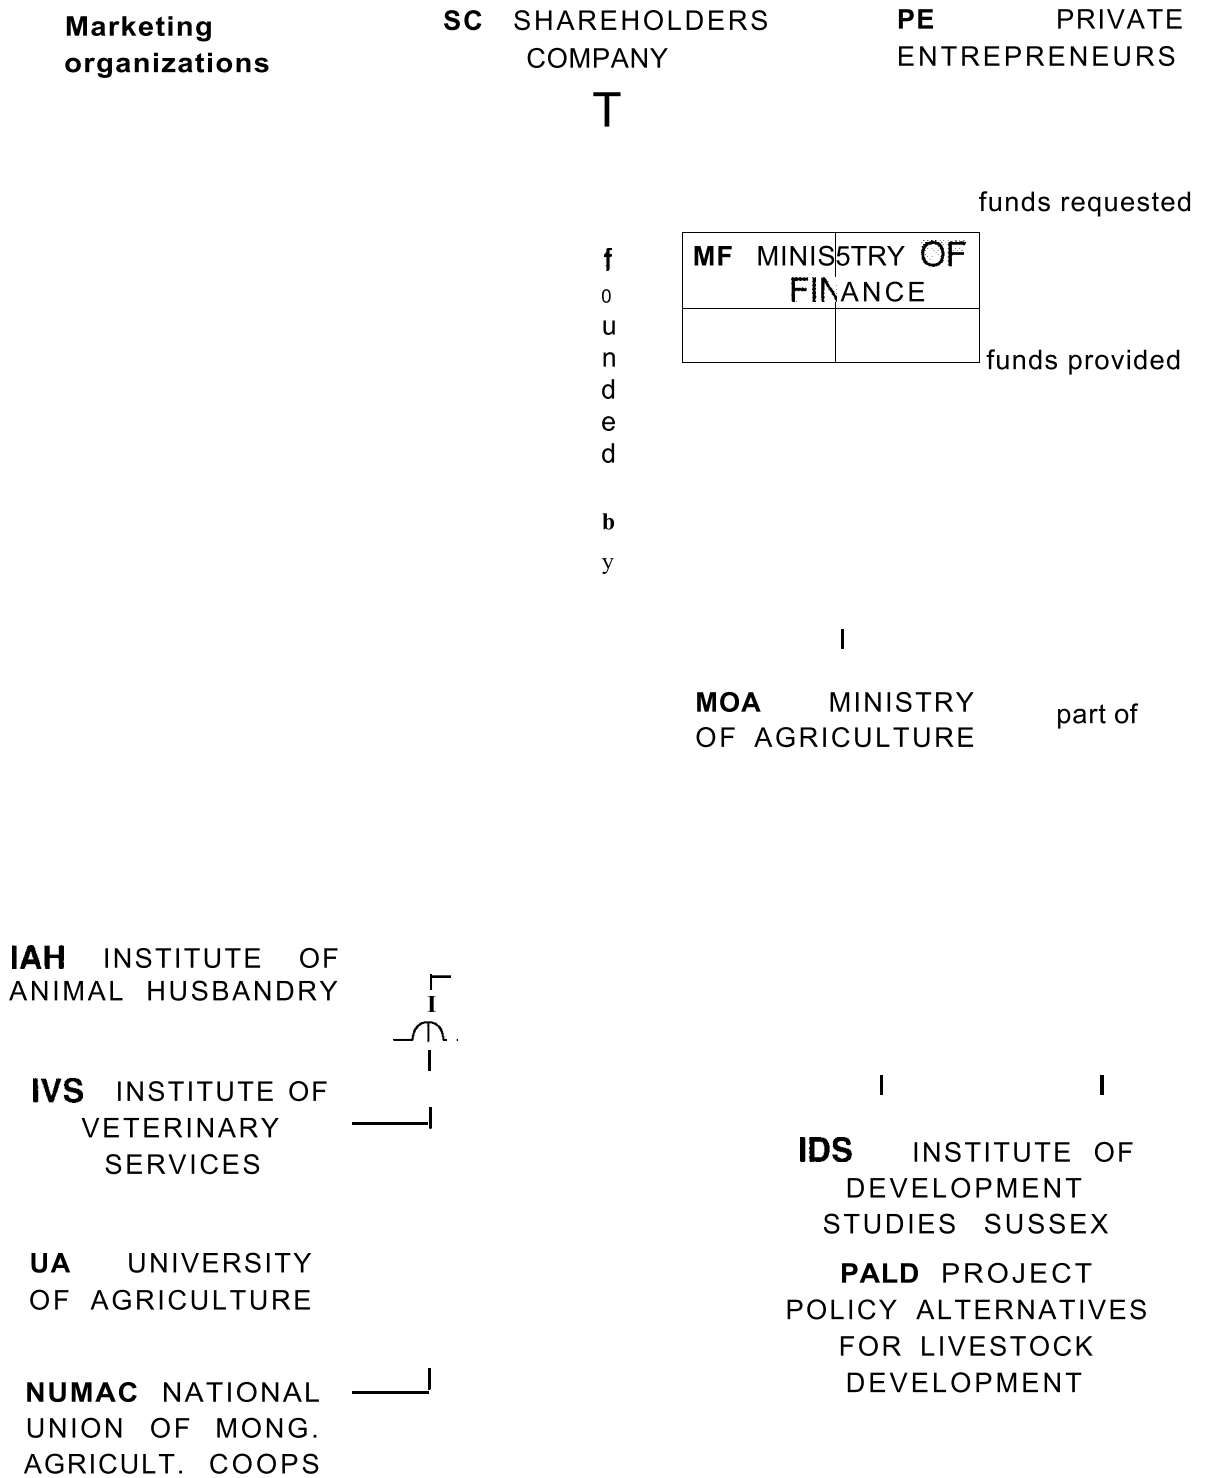 Marketing
organizations
SC SHAREHOLDERS
COMPANY
PE PRIVATE
ENTREPRENEURS
T
funds requested
f
o
u
n
d
e
d
b
y
MF MINIS5TRY OF
FINANCE
funds provided
I
MOA MINISTRY
OF AGRICULTURE
part of
IAH INSTITUTE OF
ANIMAL HUSBANDRY
I
IVS INSTITUTE OF
VETERINARY
SERVICES
IDS INSTITUTE OF
DEVELOPMENT
STUDIES SUSSEX
UA UNIVERSITY
OF AGRICULTURE
PALD PROJECT
POLICY ALTERNATIVES
FOR LIVESTOCK
DEVELOPMENT
NUMAC NATIONAL
UNION OF MONG.
AGRICULT. COOPS